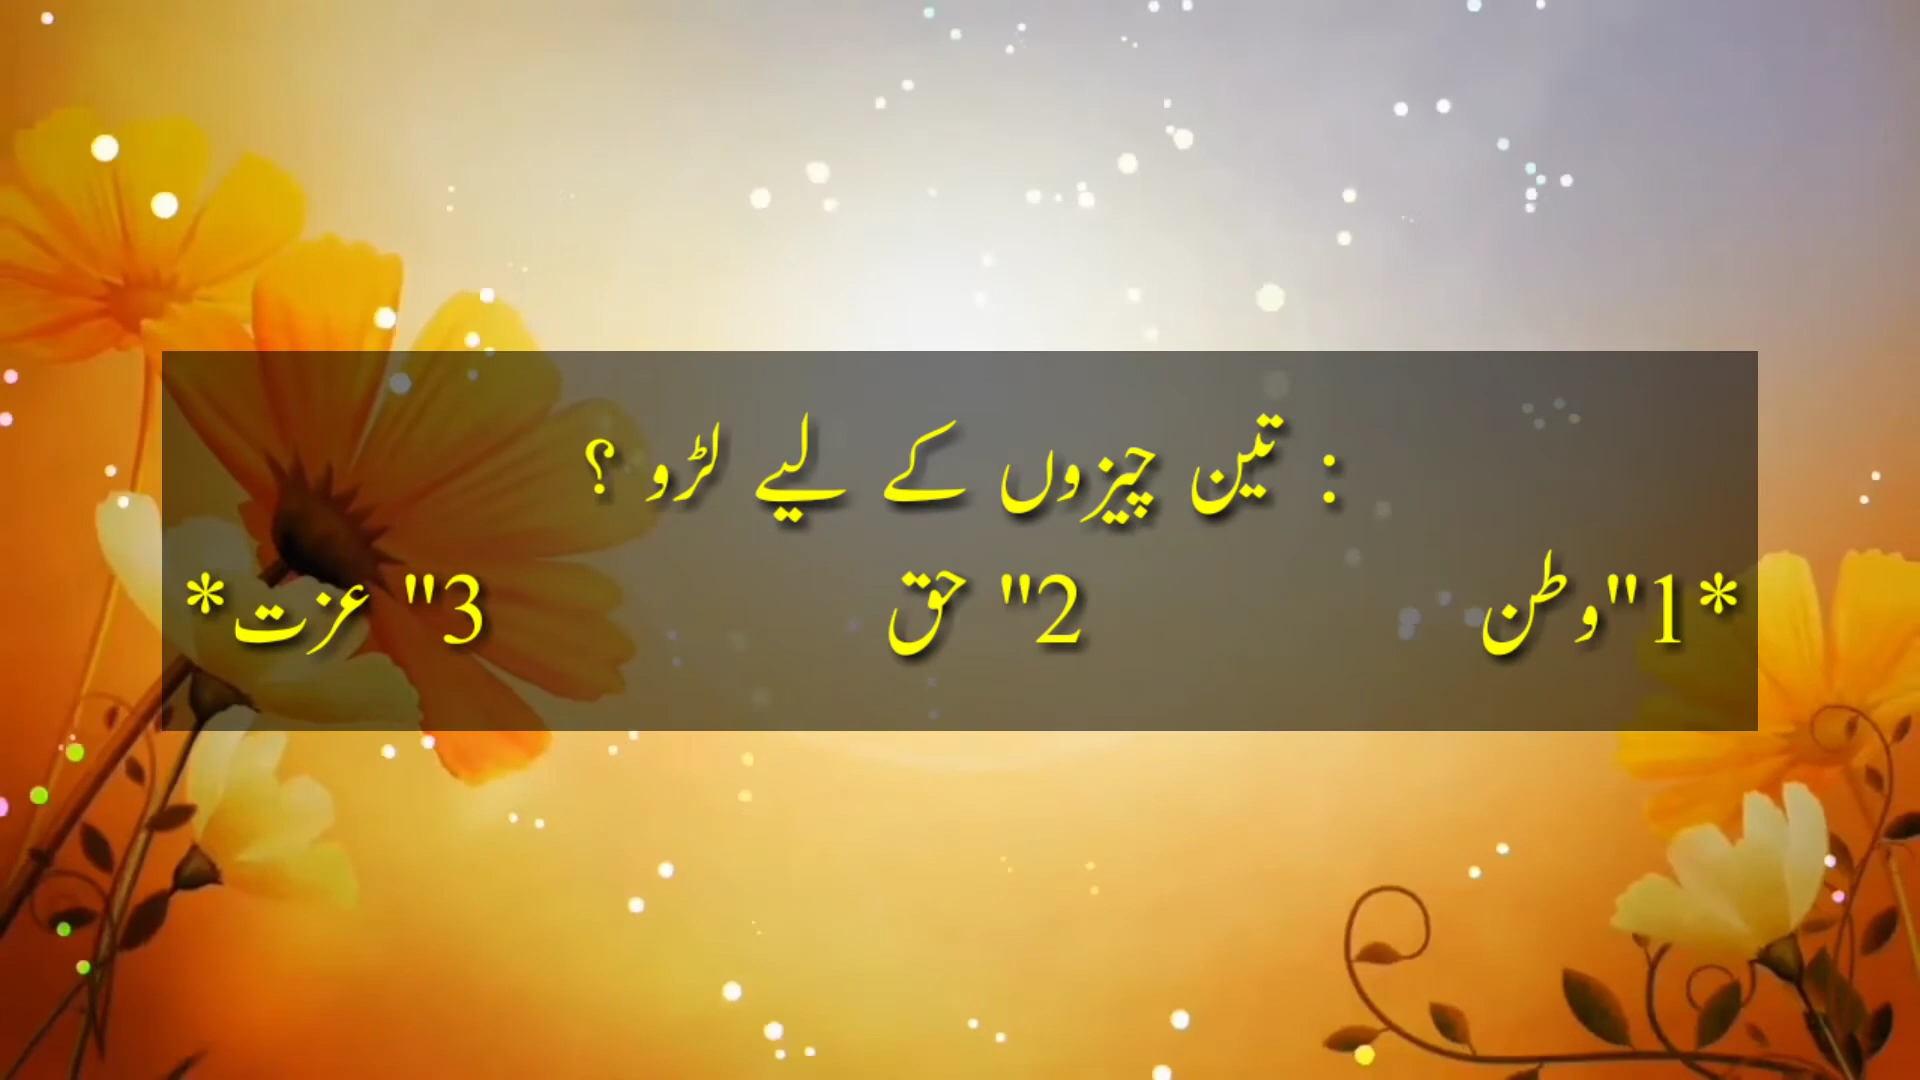 : تین چیزوں کے لیے لڑو ؟
*1"وطن 2" حق 3" عزت*